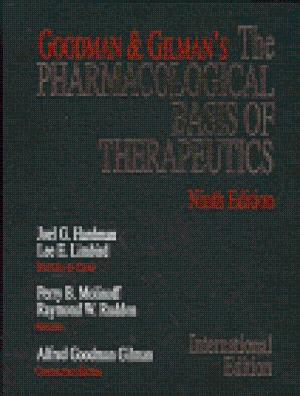 GOODMAN & GILMAN'S The
PHARMACOLOGICAL
BASIS OF
THERAPEUTICS
Ninth Edition
Joel G. Hardman
Lee E. Limbird
Perry B. Molinoff
Raymond W. Ruddon
Alfred Goodman Gilman
International
Edition